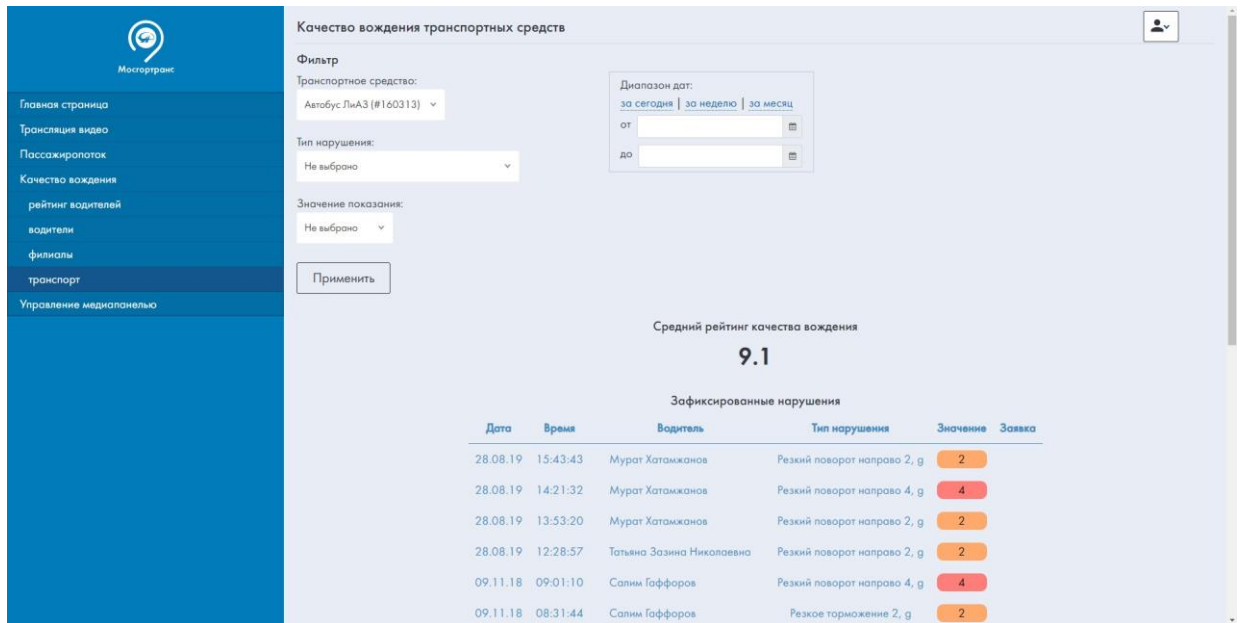 Мосгортранс
Главная страница
Трансляция видео
Пассажиропоток
Качество вождения
рейтинг водителей
водители
филиалы
транспорт
Управление медиапанелью
Качество вождения транспортных средств
Фильтр
Транспортное средство:
Автобус ЛиАЗ (#160313)
Тип нарушения:
Не выбрано
Значение показания:
Не выбрано
Применить
Диапазон дат:
за сегодня | за неделю | за месяц
от
до
Средний рейтинг качества вождения
9.1
Зафиксированные нарушения
Дата Время Водитель Тип нарушения Значение Заявка
28.08.19 15:43:43 Мурат Хатамжанов Резкий поворот направо 2, g 2
28.08.19 14:21:32 Мурат Хатамжанов Резкий поворот направо 4, g 4
28.08.19 13:53:20 Мурат Хатамжанов Резкий поворот направо 2, g 2
28.08.19 12:28:57 Татьяна Зазина Николаевна Резкий поворот направо 2, g 2
09.11.18 09:01:10 Салим Гаффоров Резкий поворот направо 4, g 4
09.11.18 08:31:44 Салим Гаффоров Резкое торможение 2, g 2